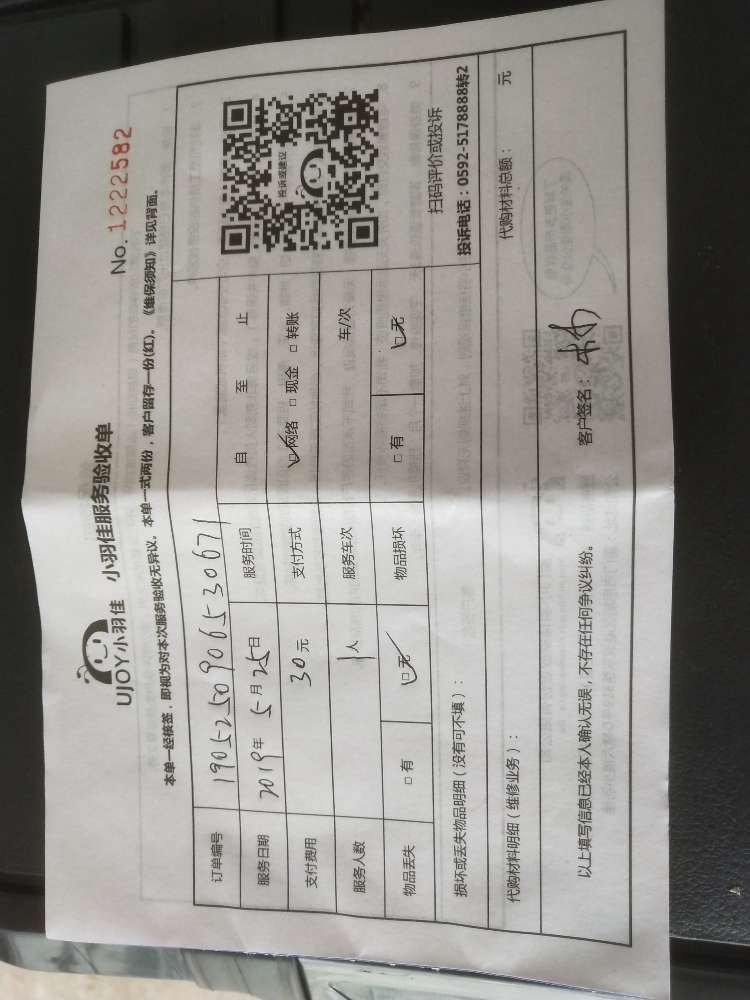 UJOY小羽佳 小羽佳服务验收单
No. 1222582
本单一经核签，即视为对本次服务验收无异议。本单一式两份，客户留存一份(红)。《维保须知》详见背面。
订单编号 190525090653067 1
服务日期 2019年 5月 25日 服务时间 自 至 止
支付费用 30元 支付方式 ☑网络 □现金 □转账
服务人数 1人 服务车次 车/次
物品丢失 □有 ☑无 物品损坏 □有 ☑无
投诉或建议
扫码评价或投诉
投诉电话：0592-5178888转2
损坏或丢失物品明细（没有可不填）：
代购材料明细（维修业务）： 代购材料总额： 元
以上填写信息已经本人确认无误，不存在任何争议纠纷。 客户签名：